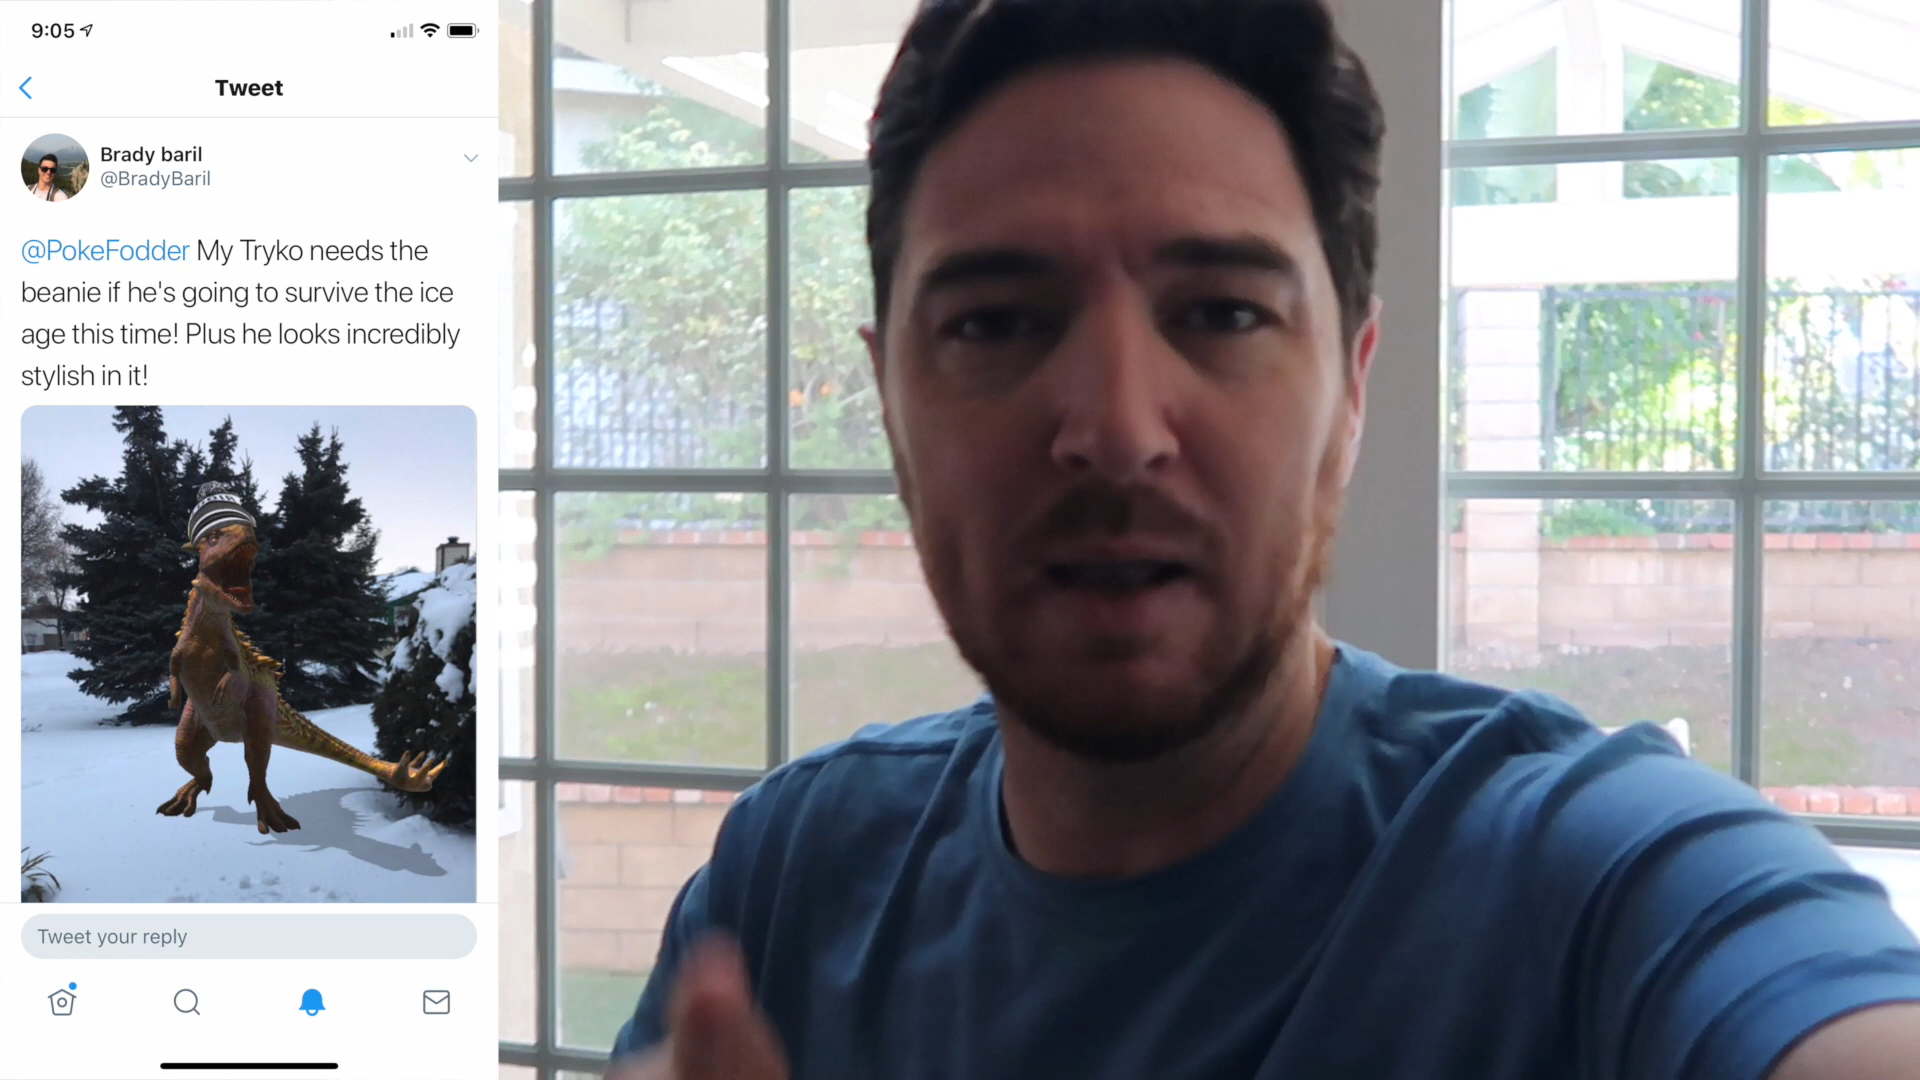 9:05
Tweet
Brady baril
@BradyBaril
@PokeFodder My Tryko needs the
beanie if he's going to survive the ice
age this time! Plus he looks incredibly
stylish in it!
Tweet your reply